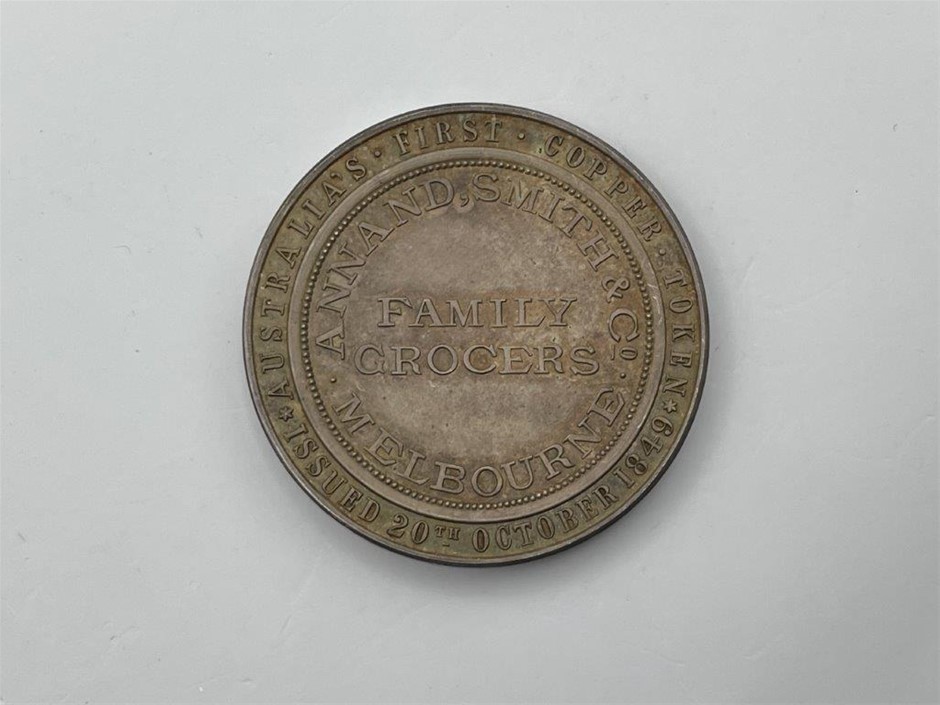 AUSTRALIA'S · FIRST · COPPER · TOKEN
* ISSUED 20TH OCTOBER 1849 *
ANNAND, SMITH & Co
· MELBOURNE ·
FAMILY
GROCERS